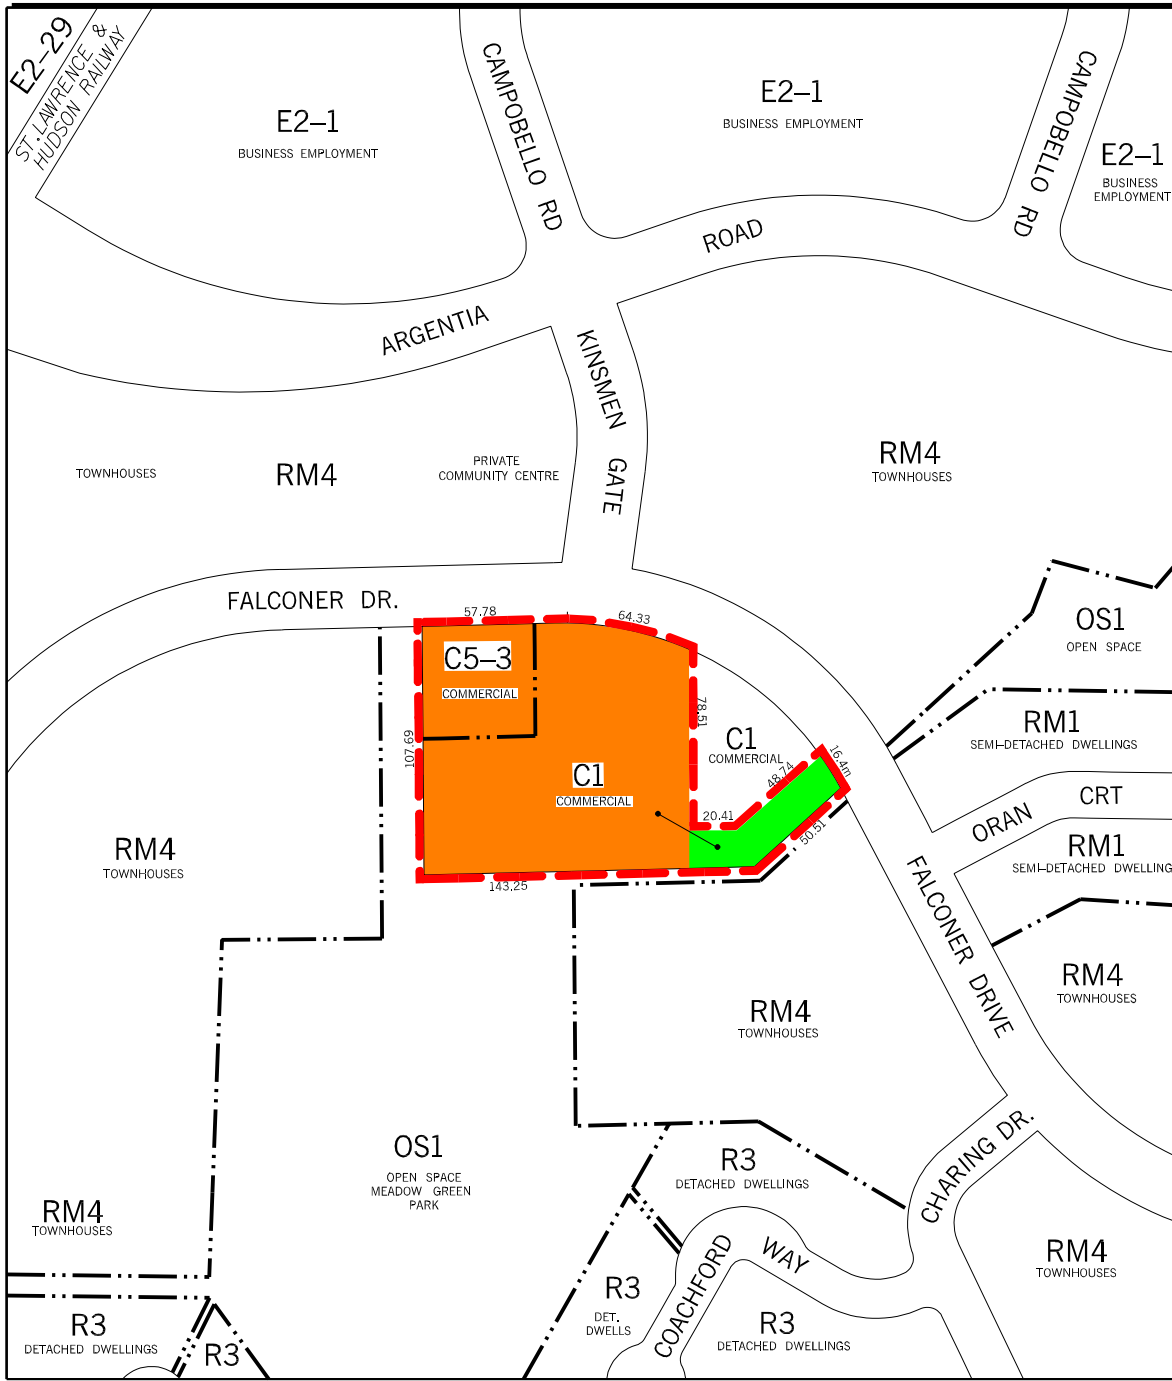 E2–29
ST. LAWRENCE &
HUDSON RAILWAY
E2–1
BUSINESS EMPLOYMENT
CAMPOBELLO RD
E2–1
BUSINESS EMPLOYMENT
CAMPOBELLO RD
E2–1
BUSINESS
EMPLOYMENT
ARGENTIA
ROAD
KINSMEN GATE
TOWNHOUSES
RM4
PRIVATE
COMMUNITY CENTRE
RM4
TOWNHOUSES
FALCONER DR.
57.78
64.33
C5–3
COMMERCIAL
107.69
78.51
C1
COMMERCIAL
C1
COMMERCIAL
16.4m
48.74
20.41
50.51
143.25
OS1
OPEN SPACE
RM1
SEMI–DETACHED DWELLINGS
ORAN CRT
RM1
SEMI–DETACHED DWELLING
FALCONER DRIVE
RM4
TOWNHOUSES
RM4
TOWNHOUSES
RM4
TOWNHOUSES
OS1
OPEN SPACE
MEADOW GREEN
PARK
R3
DETACHED DWELLINGS
CHARING DR.
RM4
TOWNHOUSES
RM4
TOWNHOUSES
COACHFORD WAY
R3
DET.
DWELLS
R3
DETACHED DWELLINGS
R3
DETACHED DWELLINGS
R3